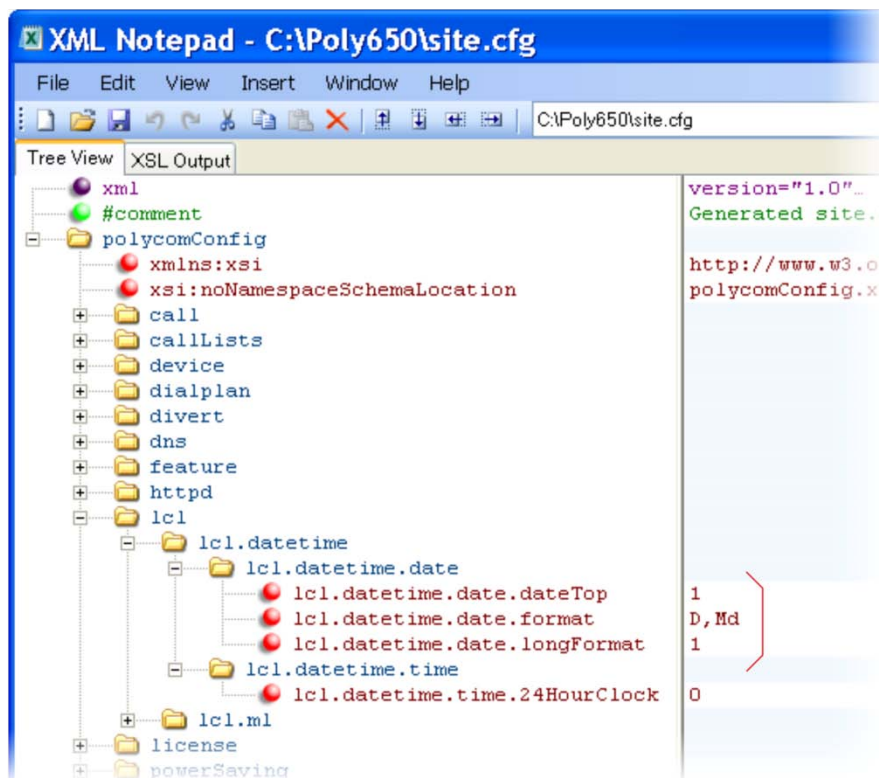 XML Notepad - C:\Poly650\site.cfg
File Edit View Insert Window Help
C:\Poly650\site.cfg
Tree View XSL Output
xml version="1.0"…
#comment Generated site.
polycomConfig
xmlns:xsi http://www.w3.o
xsi:noNamespaceSchemaLocation polycomConfig.x
call
callLists
device
dialplan
divert
dns
feature
httpd
lcl
lcl.datetime
lcl.datetime.date
lcl.datetime.date.dateTop 1
lcl.datetime.date.format D,Md
lcl.datetime.date.longFormat 1
lcl.datetime.time
lcl.datetime.time.24HourClock 0
lcl.ml
license
powerSaving